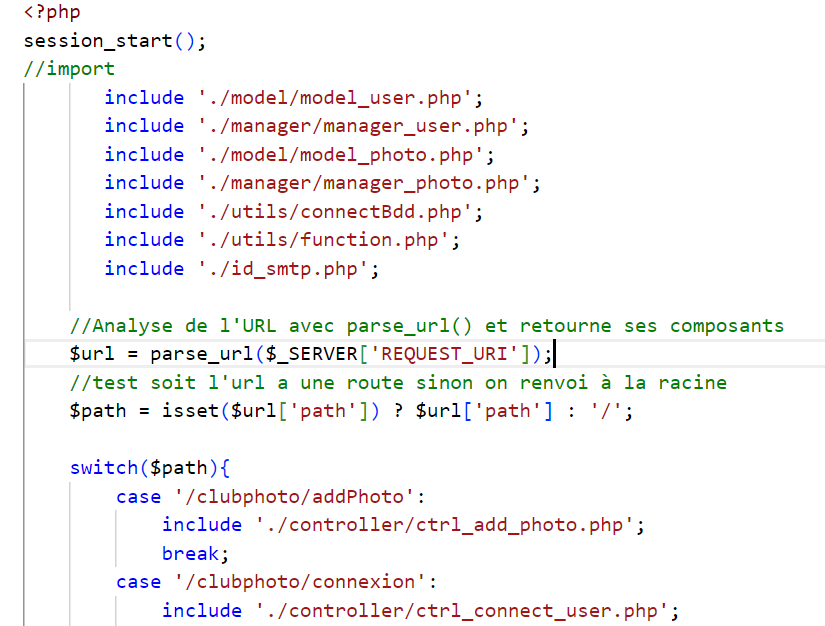 <?php
session_start();
//import
include './model/model_user.php';
include './manager/manager_user.php';
include './model/model_photo.php';
include './manager/manager_photo.php';
include './utils/connectBdd.php';
include './utils/function.php';
include './id_smtp.php';
//Analyse de l'URL avec parse_url() et retourne ses composants
$url = parse_url($_SERVER['REQUEST_URI']);
//test soit l'url a une route sinon on renvoi à la racine
$path = isset($url['path']) ? $url['path'] : '/';
switch($path){
case '/clubphoto/addPhoto':
include './controller/ctrl_add_photo.php';
break;
case '/clubphoto/connexion':
include './controller/ctrl_connect_user.php';